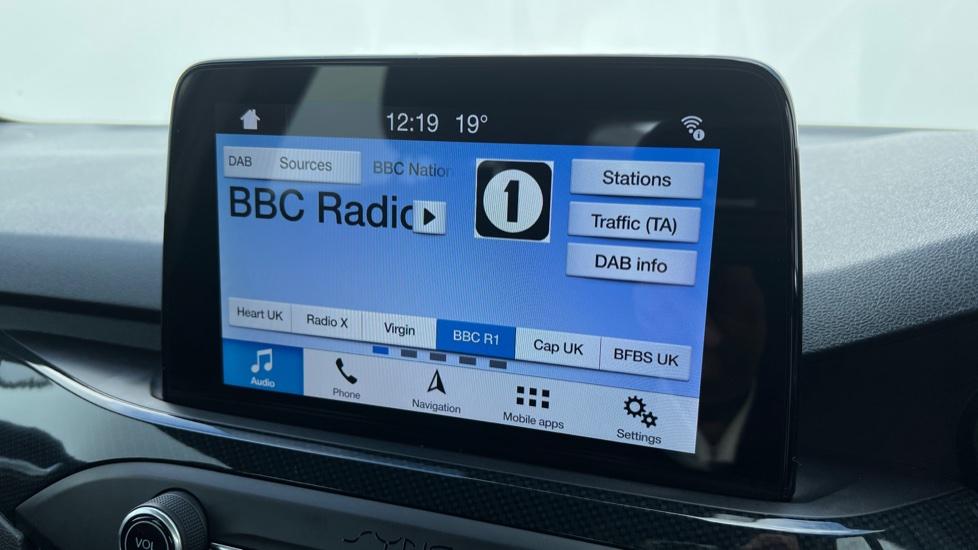 12:19 19°
DAB Sources BBC Nation
BBC Radio
1
Stations
Traffic (TA)
DAB info
Heart UK Radio X Virgin BBC R1 Cap UK BFBS UK
Audio Phone Navigation Mobile apps Settings
VOL